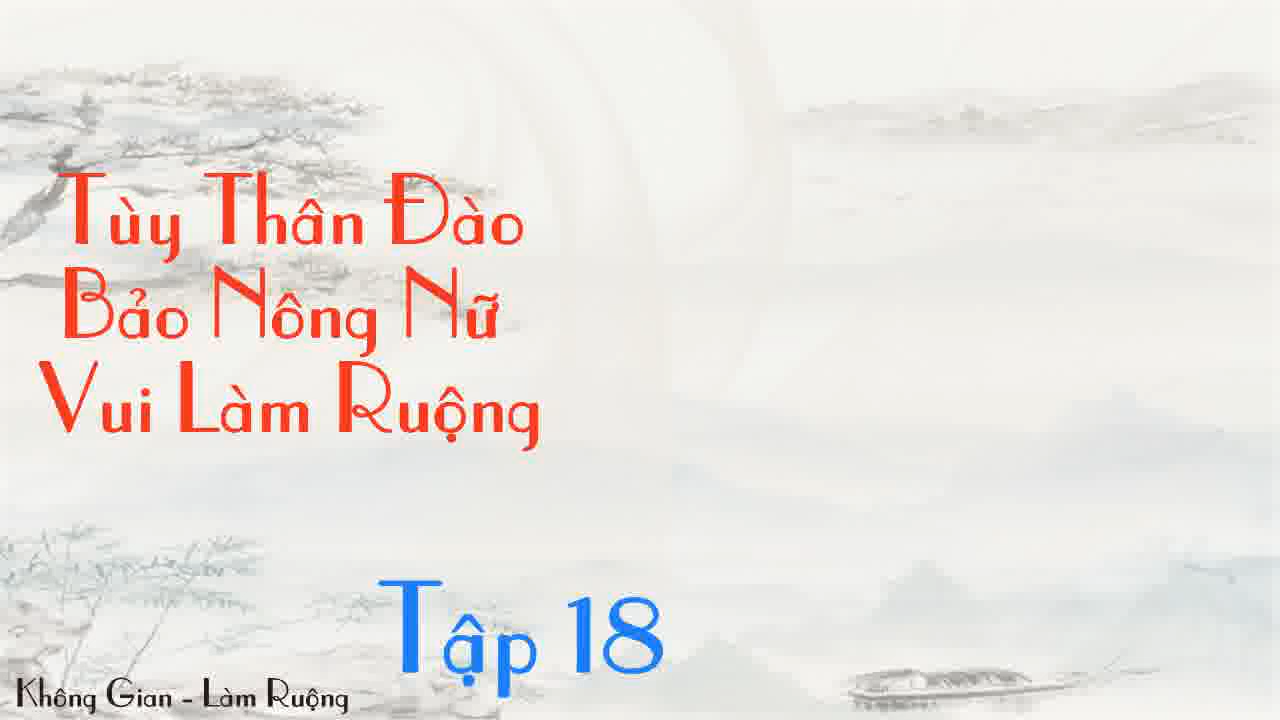 Tùy Thân Đào
Bảo Nông Nữ
Vui Làm Ruộng
Tập 18
Không Gian - Làm Ruộng